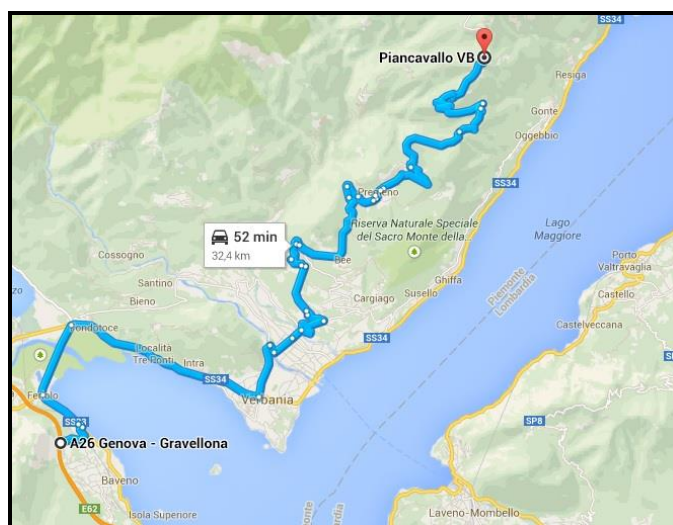 SS34
Piancavallo VB
Resiga
Gonte
Oggebbio
SS34
Premeno
52 min
32,4 km
Riserva Naturale Speciale
del Sacro Monte della...
Lago
Maggiore
Cossogno
Bee
Piemonte
Lombardia
Porto
Valtravaglia
Santino
Ghiffa
Susello
Cargiago
Castello
Bieno
Castelveccana
Fondotoce
Località
Tre Ponti
Intra
SS34
SS34
Verbania
SS33
A26 Genova - Gravellona
SP8
Baveno
E62
Isola Superiore
Laveno-Mombello